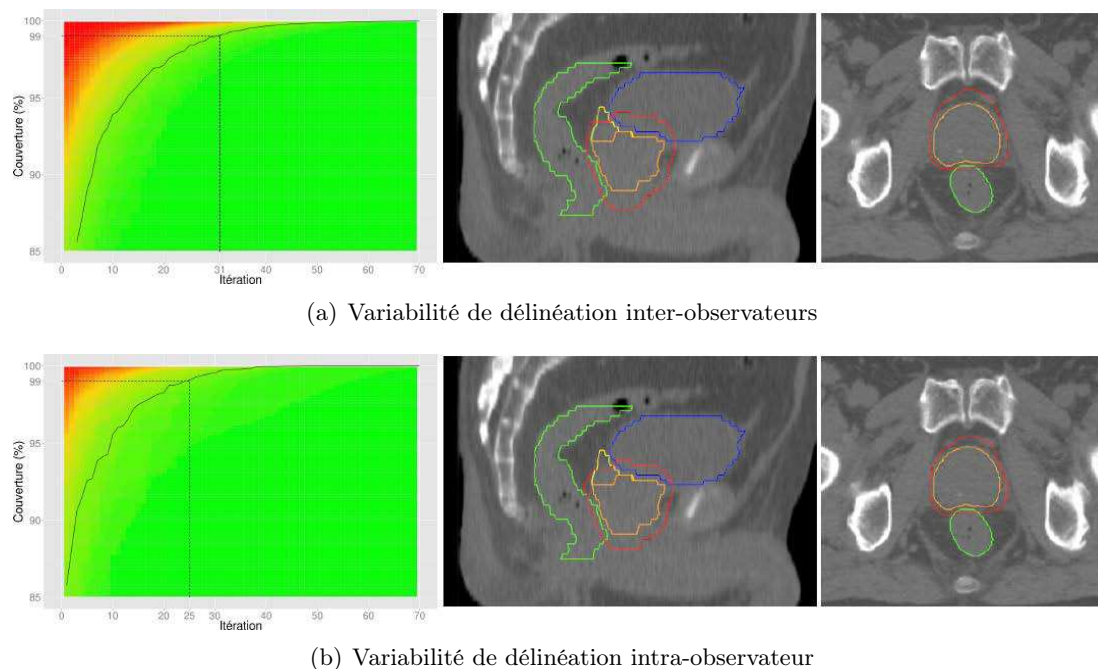 100
99
95
90
85
Couverture (%)
0 10 20 31 40 50 60 70
Itération
(a) Variabilité de délinéation inter-observateurs
100
99
95
90
85
Couverture (%)
0 10 20 25 30 40 50 60 70
Itération
(b) Variabilité de délinéation intra-observateur